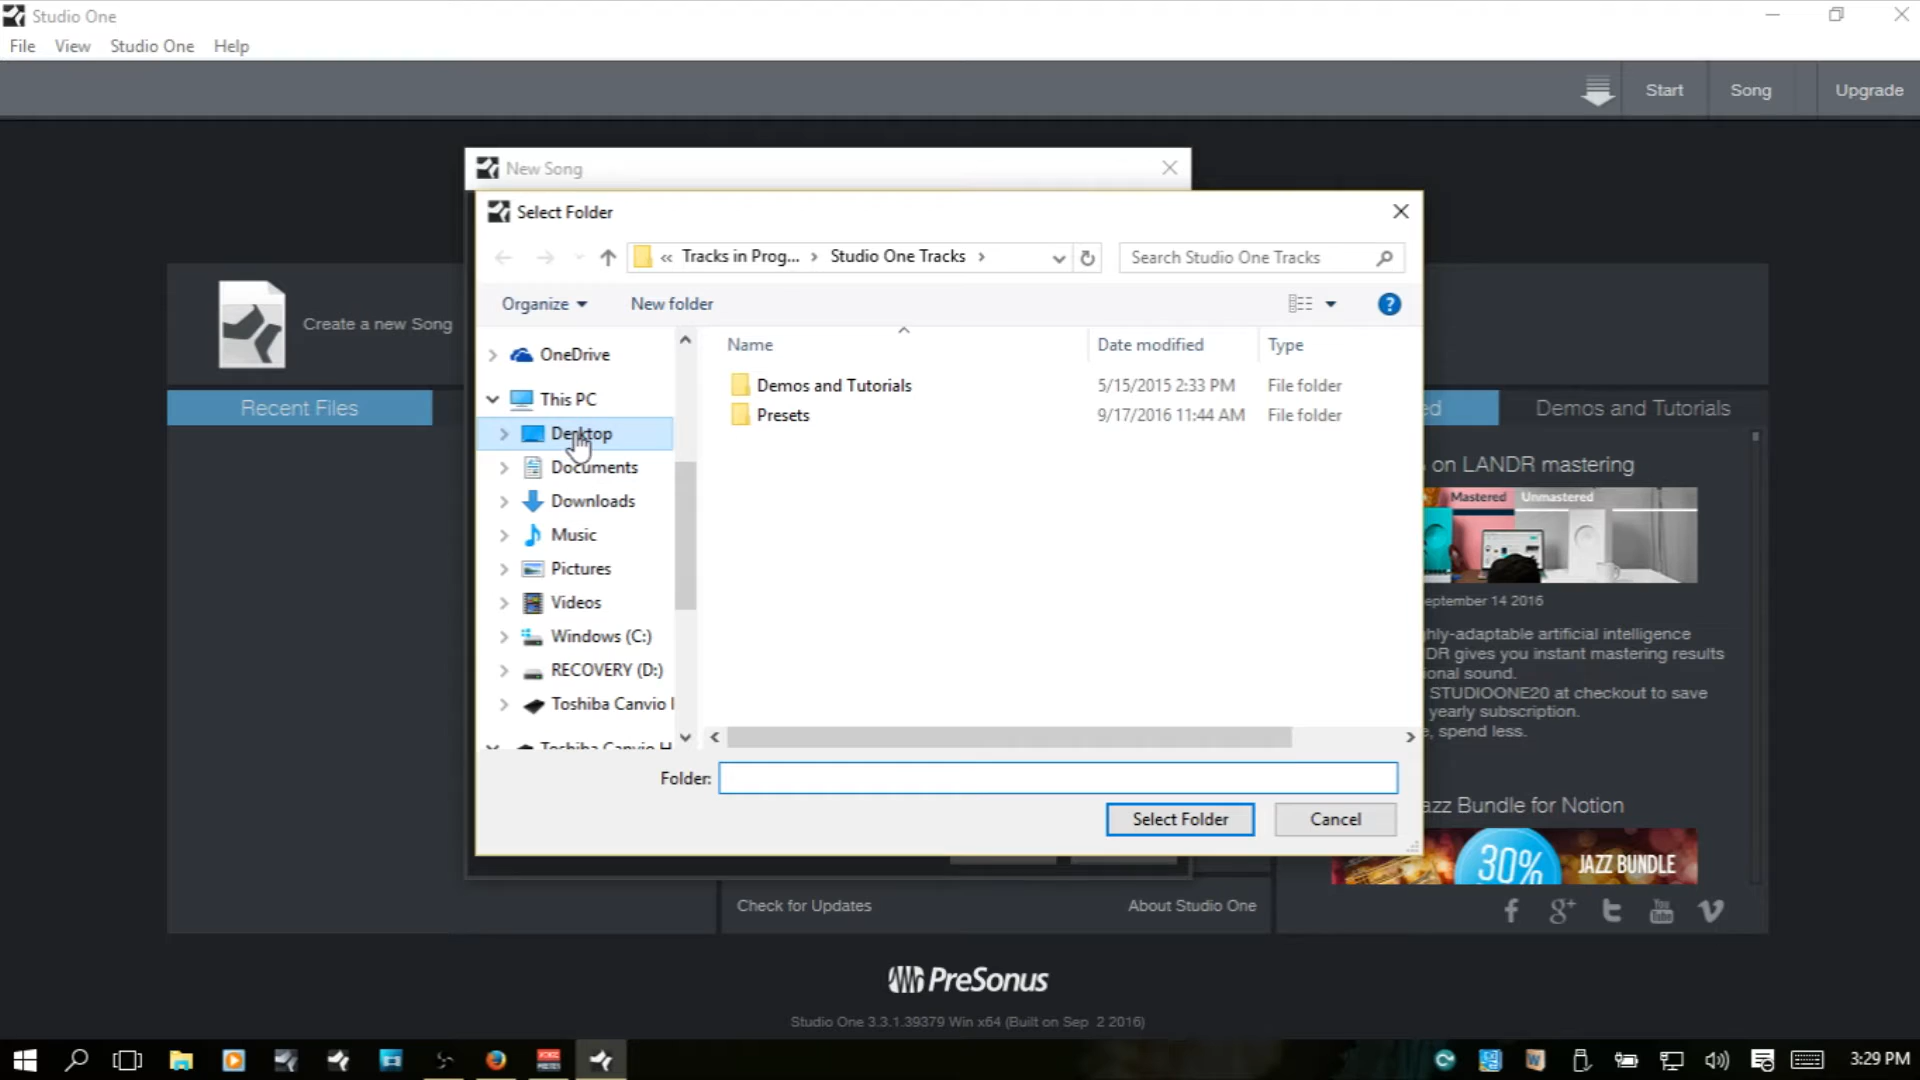 Studio One
File View Studio One Help
Start Song Upgrade
New Song
Select Folder
« Tracks in Prog... › Studio One Tracks ›
Search Studio One Tracks
Organize New folder
?
Name Date modified Type
Demos and Tutorials 5/15/2015 2:33 PM File folder
Presets 9/17/2016 11:44 AM File folder
OneDrive
This PC
Desktop
Documents
Downloads
Music
Pictures
Videos
Windows (C:)
RECOVERY (D:)
Toshiba Canvio
Toshiba Canvio H
Folder:
Select Folder Cancel
Create a new Song
Recent Files
ed Demos and Tutorials
on LANDR mastering
Mastered Unmastered
eptember 14 2016
hly-adaptable artificial intelligence
DR gives you instant mastering results
ional sound.
STUDIOONE20 at checkout to save
yearly subscription.
, spend less.
azz Bundle for Notion
30% JAZZ BUNDLE
Check for Updates About Studio One
f g+ t You Tube v
PreSonus
Studio One 3.3.1.39379 Win x64 (Built on Sep 2 2016)
3:29 PM